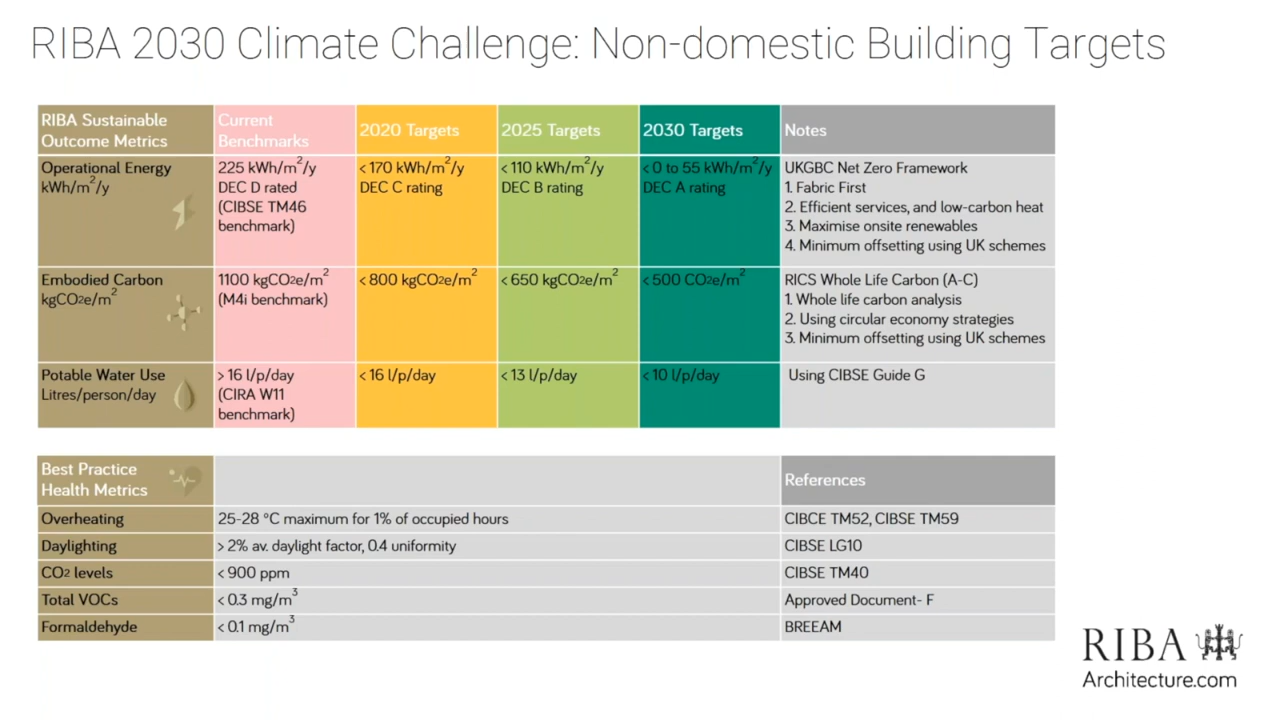 RIBA 2030 Climate Challenge: Non-domestic Building Targets
RIBA Sustainable
Outcome Metrics
Current
Benchmarks
2020 Targets
2025 Targets
2030 Targets
Notes
Operational Energy
kWh/m²/y
225 kWh/m²/y
DEC D rated
(CIBSE TM46
benchmark)
< 170 kWh/m²/y
DEC C rating
< 110 kWh/m²/y
DEC B rating
< 0 to 55 kWh/m²/y
DEC A rating
UKGBC Net Zero Framework
1. Fabric First
2. Efficient services, and low-carbon heat
3. Maximise onsite renewables
4. Minimum offsetting using UK schemes
Embodied Carbon
kgCO2e/m²
1100 kgCO2e/m²
(M4i benchmark)
< 800 kgCO2e/m²
< 650 kgCO2e/m²
< 500 CO2e/m²
RICS Whole Life Carbon (A-C)
1. Whole life carbon analysis
2. Using circular economy strategies
3. Minimum offsetting using UK schemes
Potable Water Use
Litres/person/day
> 16 l/p/day
(CIRA W11
benchmark)
< 16 l/p/day
< 13 l/p/day
< 10 l/p/day
Using CIBSE Guide G
Best Practice
Health Metrics
References
Overheating
25-28 °C maximum for 1% of occupied hours
CIBCE TM52, CIBSE TM59
Daylighting
> 2% av. daylight factor, 0.4 uniformity
CIBSE LG10
CO2 levels
< 900 ppm
CIBSE TM40
Total VOCs
< 0.3 mg/m³
Approved Document- F
Formaldehyde
< 0.1 mg/m³
BREEAM
RIBA
Architecture.com